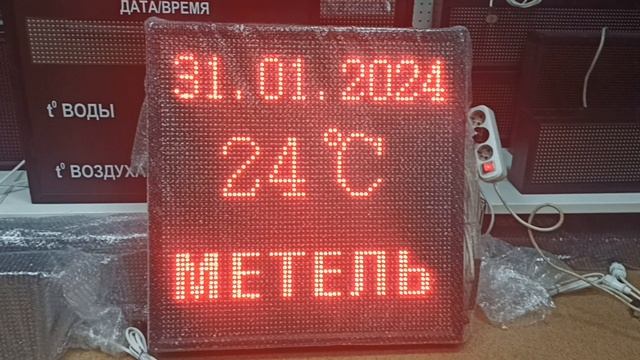 ДАТА/ВРЕМЯ
31.01.2024
24°C
t° ВОДЫ
t° ВОЗДУХА
МЕТЕЛЬ